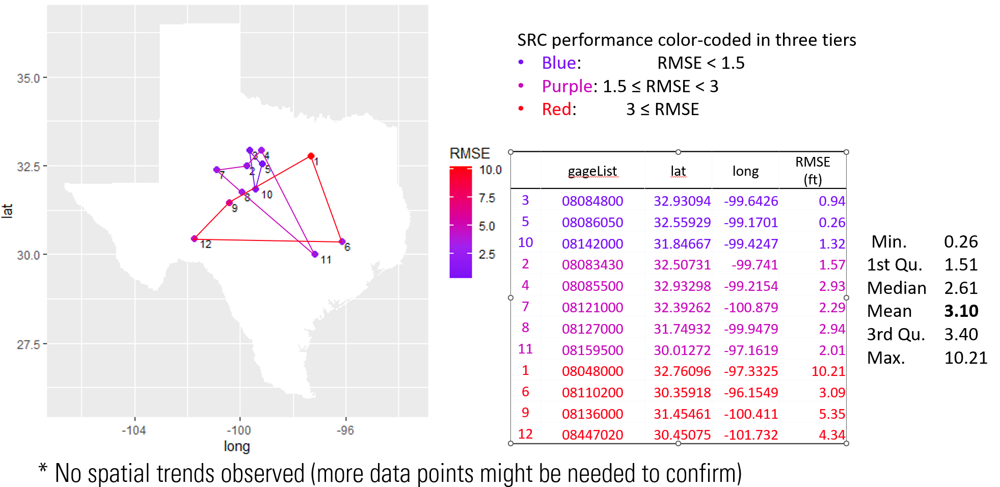 SRC performance color-coded in three tiers
• Blue: RMSE < 1.5
• Purple: 1.5 ≤ RMSE < 3
• Red: 3 ≤ RMSE
35.0
32.5
30.0
27.5
lat
-104 -100 -96
long
1
2
3
4
5
6
7
8
9
10
11
12
RMSE
10.0
7.5
5.0
2.5
gageList lat long RMSE (ft)
3 08084800 32.93094 -99.6426 0.94
5 08086050 32.55929 -99.1701 0.26
10 08142000 31.84667 -99.4247 1.32
2 08083430 32.50731 -99.741 1.57
4 08085500 32.93298 -99.2154 2.93
7 08121000 32.39262 -100.879 2.29
8 08127000 31.74932 -99.9479 2.94
11 08159500 30.01272 -97.1619 2.01
1 08048000 32.76096 -97.3325 10.21
6 08110200 30.35918 -96.1549 3.09
9 08136000 31.45461 -100.411 5.35
12 08447020 30.45075 -101.732 4.34
Min. 0.26
1st Qu. 1.51
Median 2.61
Mean 3.10
3rd Qu. 3.40
Max. 10.21
* No spatial trends observed (more data points might be needed to confirm)